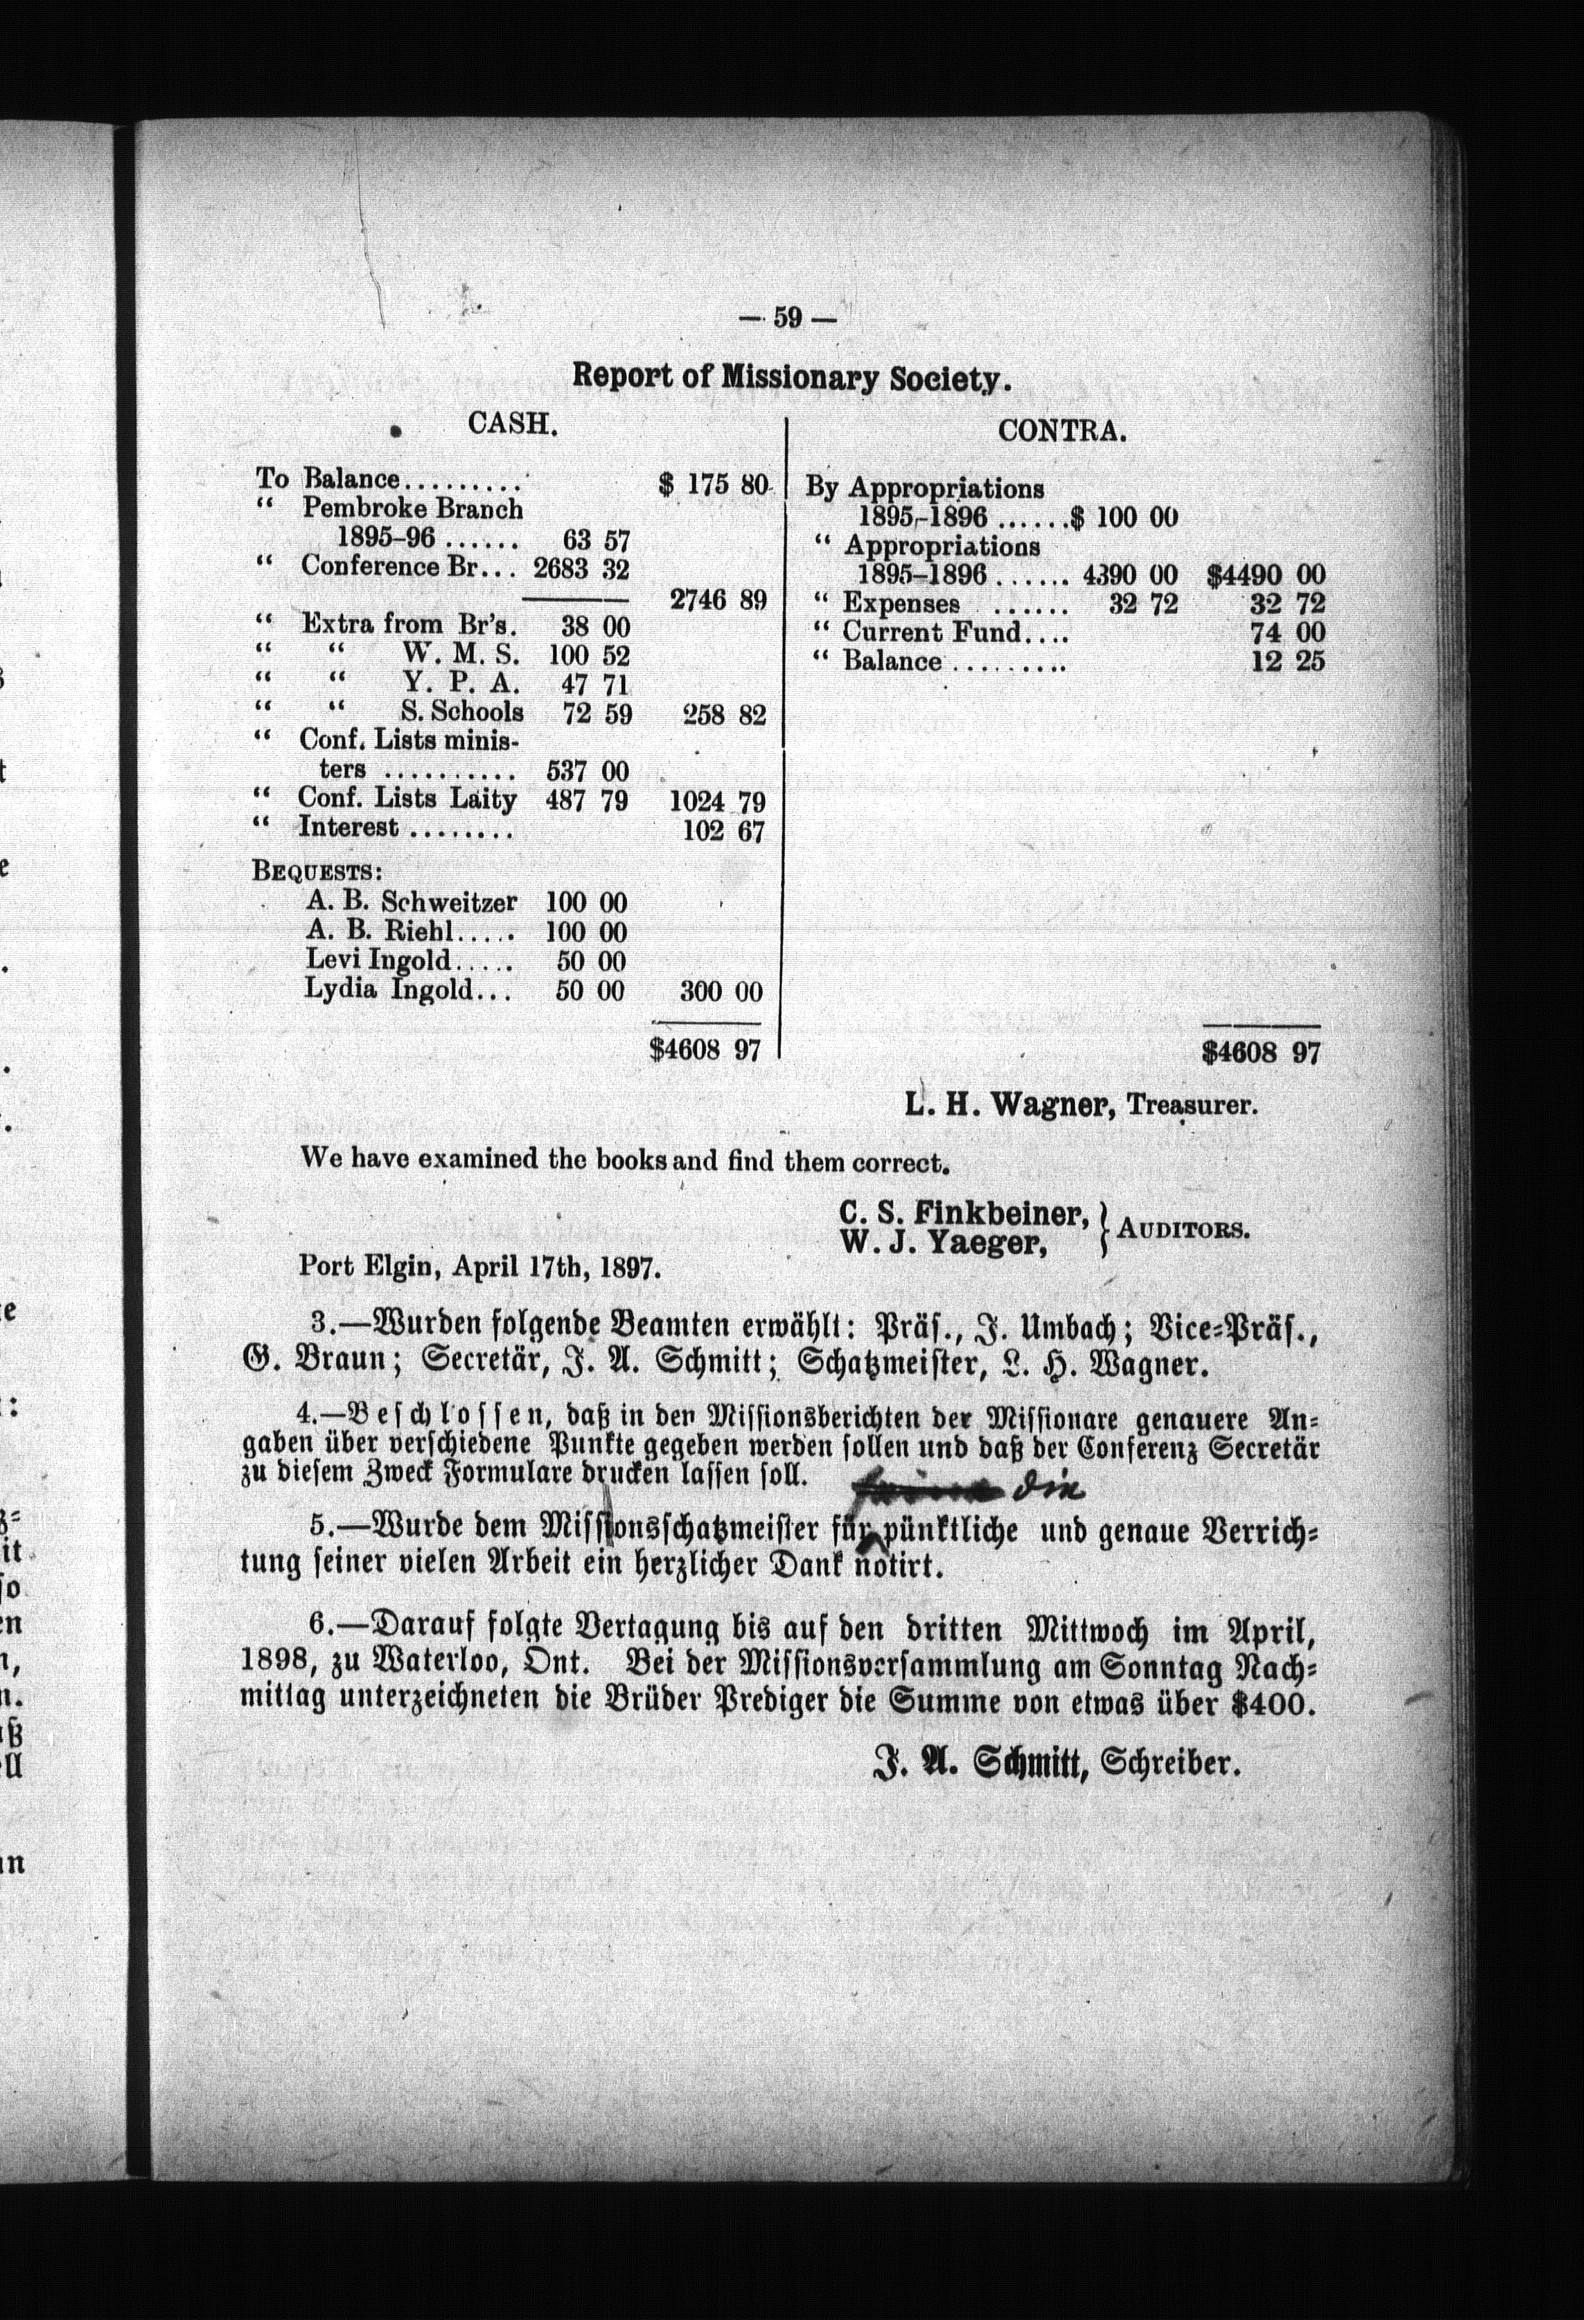 — 59 —
Report of Missionary Society.
CASH.
To Balance......... $ 175 80
“ Pembroke Branch
1895–96 ...... 63 57
“ Conference Br... 2683 32
2746 89
“ Extra from Br's. 38 00
“ “ W. M. S. 100 52
“ “ Y. P. A. 47 71
“ “ S. Schools 72 59 258 82
“ Conf. Lists minis-
ters .......... 537 00
“ Conf. Lists Laity 487 79 1024 79
“ Interest ........ 102 67
BEQUESTS:
A. B. Schweitzer 100 00
A. B. Riehl..... 100 00
Levi Ingold..... 50 00
Lydia Ingold... 50 00 300 00
$4608 97
CONTRA.
By Appropriations
1895,-1896 ......$ 100 00
“ Appropriations
1895–1896 ...... 4390 00 $4490 00
“ Expenses ...... 32 72 32 72
“ Current Fund.... 74 00
“ Balance ......... 12 25
$4608 97
L. H. Wagner, Treasurer.
We have examined the books and find them correct.
C. S. Finkbeiner, } AUDITORS.
W. J. Yaeger,
Port Elgin, April 17th, 1897.
3.—Wurden folgende Beamten erwählt: Präs., J. Umbach; Vice-Präs.,
G. Braun; Secretär, J. A. Schmitt; Schatzmeister, L. H. Wagner.
4.—Beschlossen, daß in den Missionsberichten der Missionare genauere An-
gaben über verschiedene Punkte gegeben werden sollen und daß der Conferenz Secretär
zu diesem Zweck Formulare drucken lassen soll.
die
5.—Wurde dem Missionsschatzmeister für pünktliche und genaue Verrich-
tung seiner vielen Arbeit ein herzlicher Dank notirt.
6.—Darauf folgte Vertagung bis auf den dritten Mittwoch im April,
1898, zu Waterloo, Ont. Bei der Missionsversammlung am Sonntag Nach-
mittag unterzeichneten die Brüder Prediger die Summe von etwas über $400.
J. A. Schmitt, Schreiber.